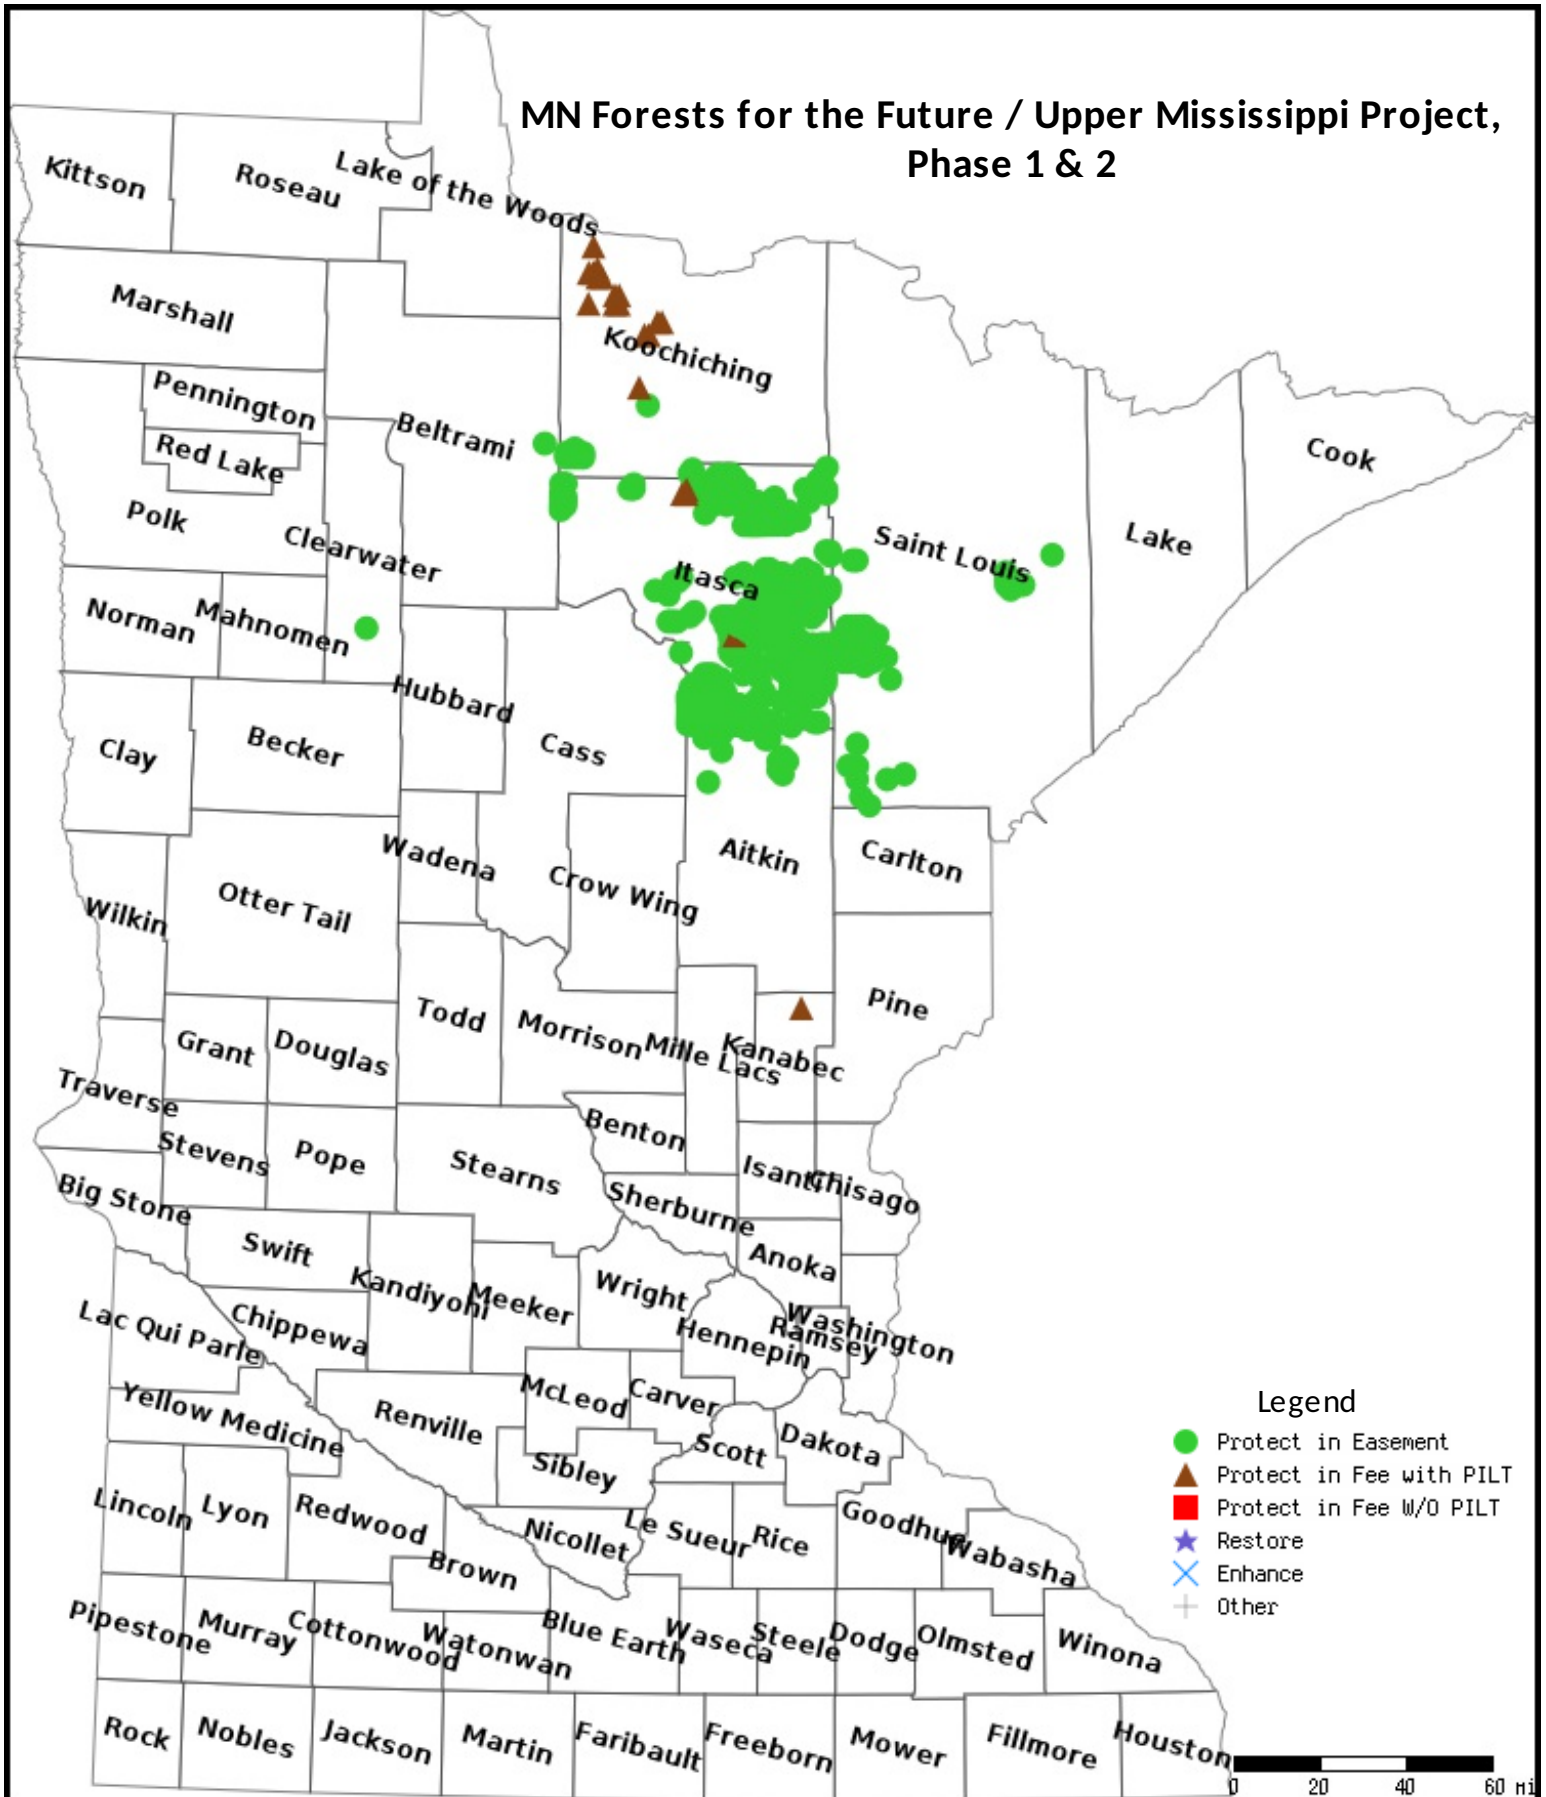 MN Forests for the Future / Upper Mississippi Project,
Phase 1 & 2
Kittson
Roseau
Lake of the Woods
Marshall
Koochiching
Pennington
Beltrami
Red Lake
Cook
Polk
Clearwater
Saint Louis
Lake
Itasca
Norman
Mahnomen
Hubbard
Clay
Becker
Cass
Wadena
Aitkin
Carlton
Otter Tail
Crow Wing
Wilkin
Todd
Pine
Grant
Douglas
Morrison
Mille Lacs
Kanabec
Traverse
Stevens
Pope
Benton
Stearns
Isanti
Chisago
Big Stone
Sherburne
Swift
Anoka
Kandiyohi
Meeker
Wright
Lac Qui Parle
Chippewa
Hennepin
Ramsey
Washington
Yellow Medicine
Renville
McLeod
Carver
Scott
Dakota
Sibley
Lincoln
Lyon
Redwood
Nicollet
Le Sueur
Rice
Goodhue
Wabasha
Brown
Pipestone
Murray
Cottonwood
Watonwan
Blue Earth
Waseca
Steele
Dodge
Olmsted
Winona
Rock
Nobles
Jackson
Martin
Faribault
Freeborn
Mower
Fillmore
Houston
Legend
Protect in Easement
Protect in Fee with PILT
Protect in Fee W/O PILT
Restore
Enhance
Other
0 20 40 60 mi